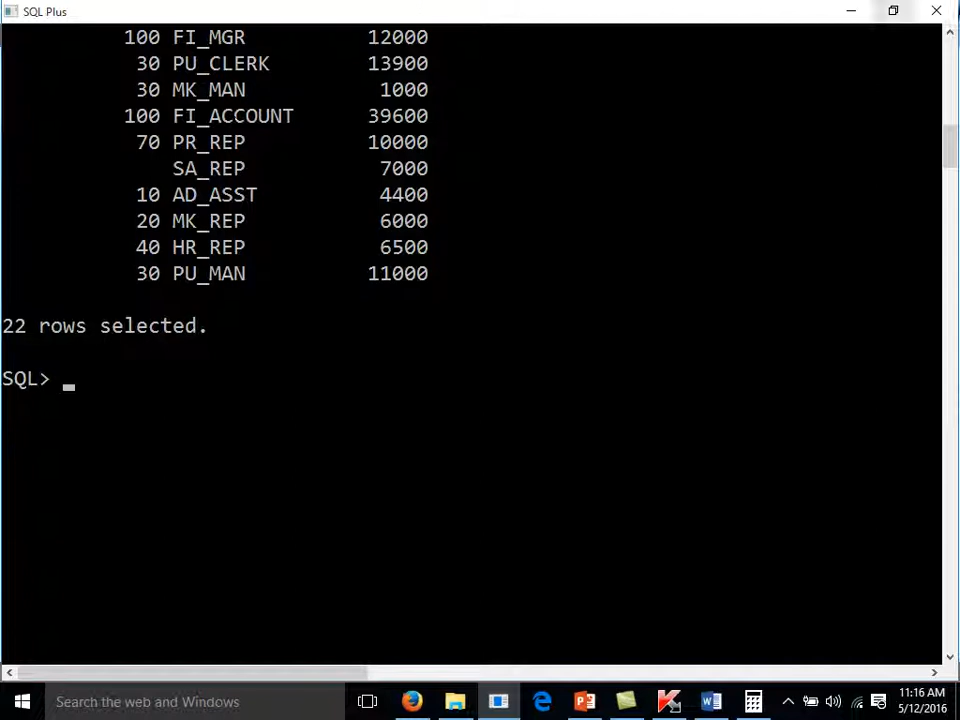 SQL Plus
100 FI_MGR 12000
30 PU_CLERK 13900
30 MK_MAN 1000
100 FI_ACCOUNT 39600
70 PR_REP 10000
SA_REP 7000
10 AD_ASST 4400
20 MK_REP 6000
40 HR_REP 6500
30 PU_MAN 11000
22 rows selected.
SQL> _
Search the web and Windows
11:16 AM
5/12/2016